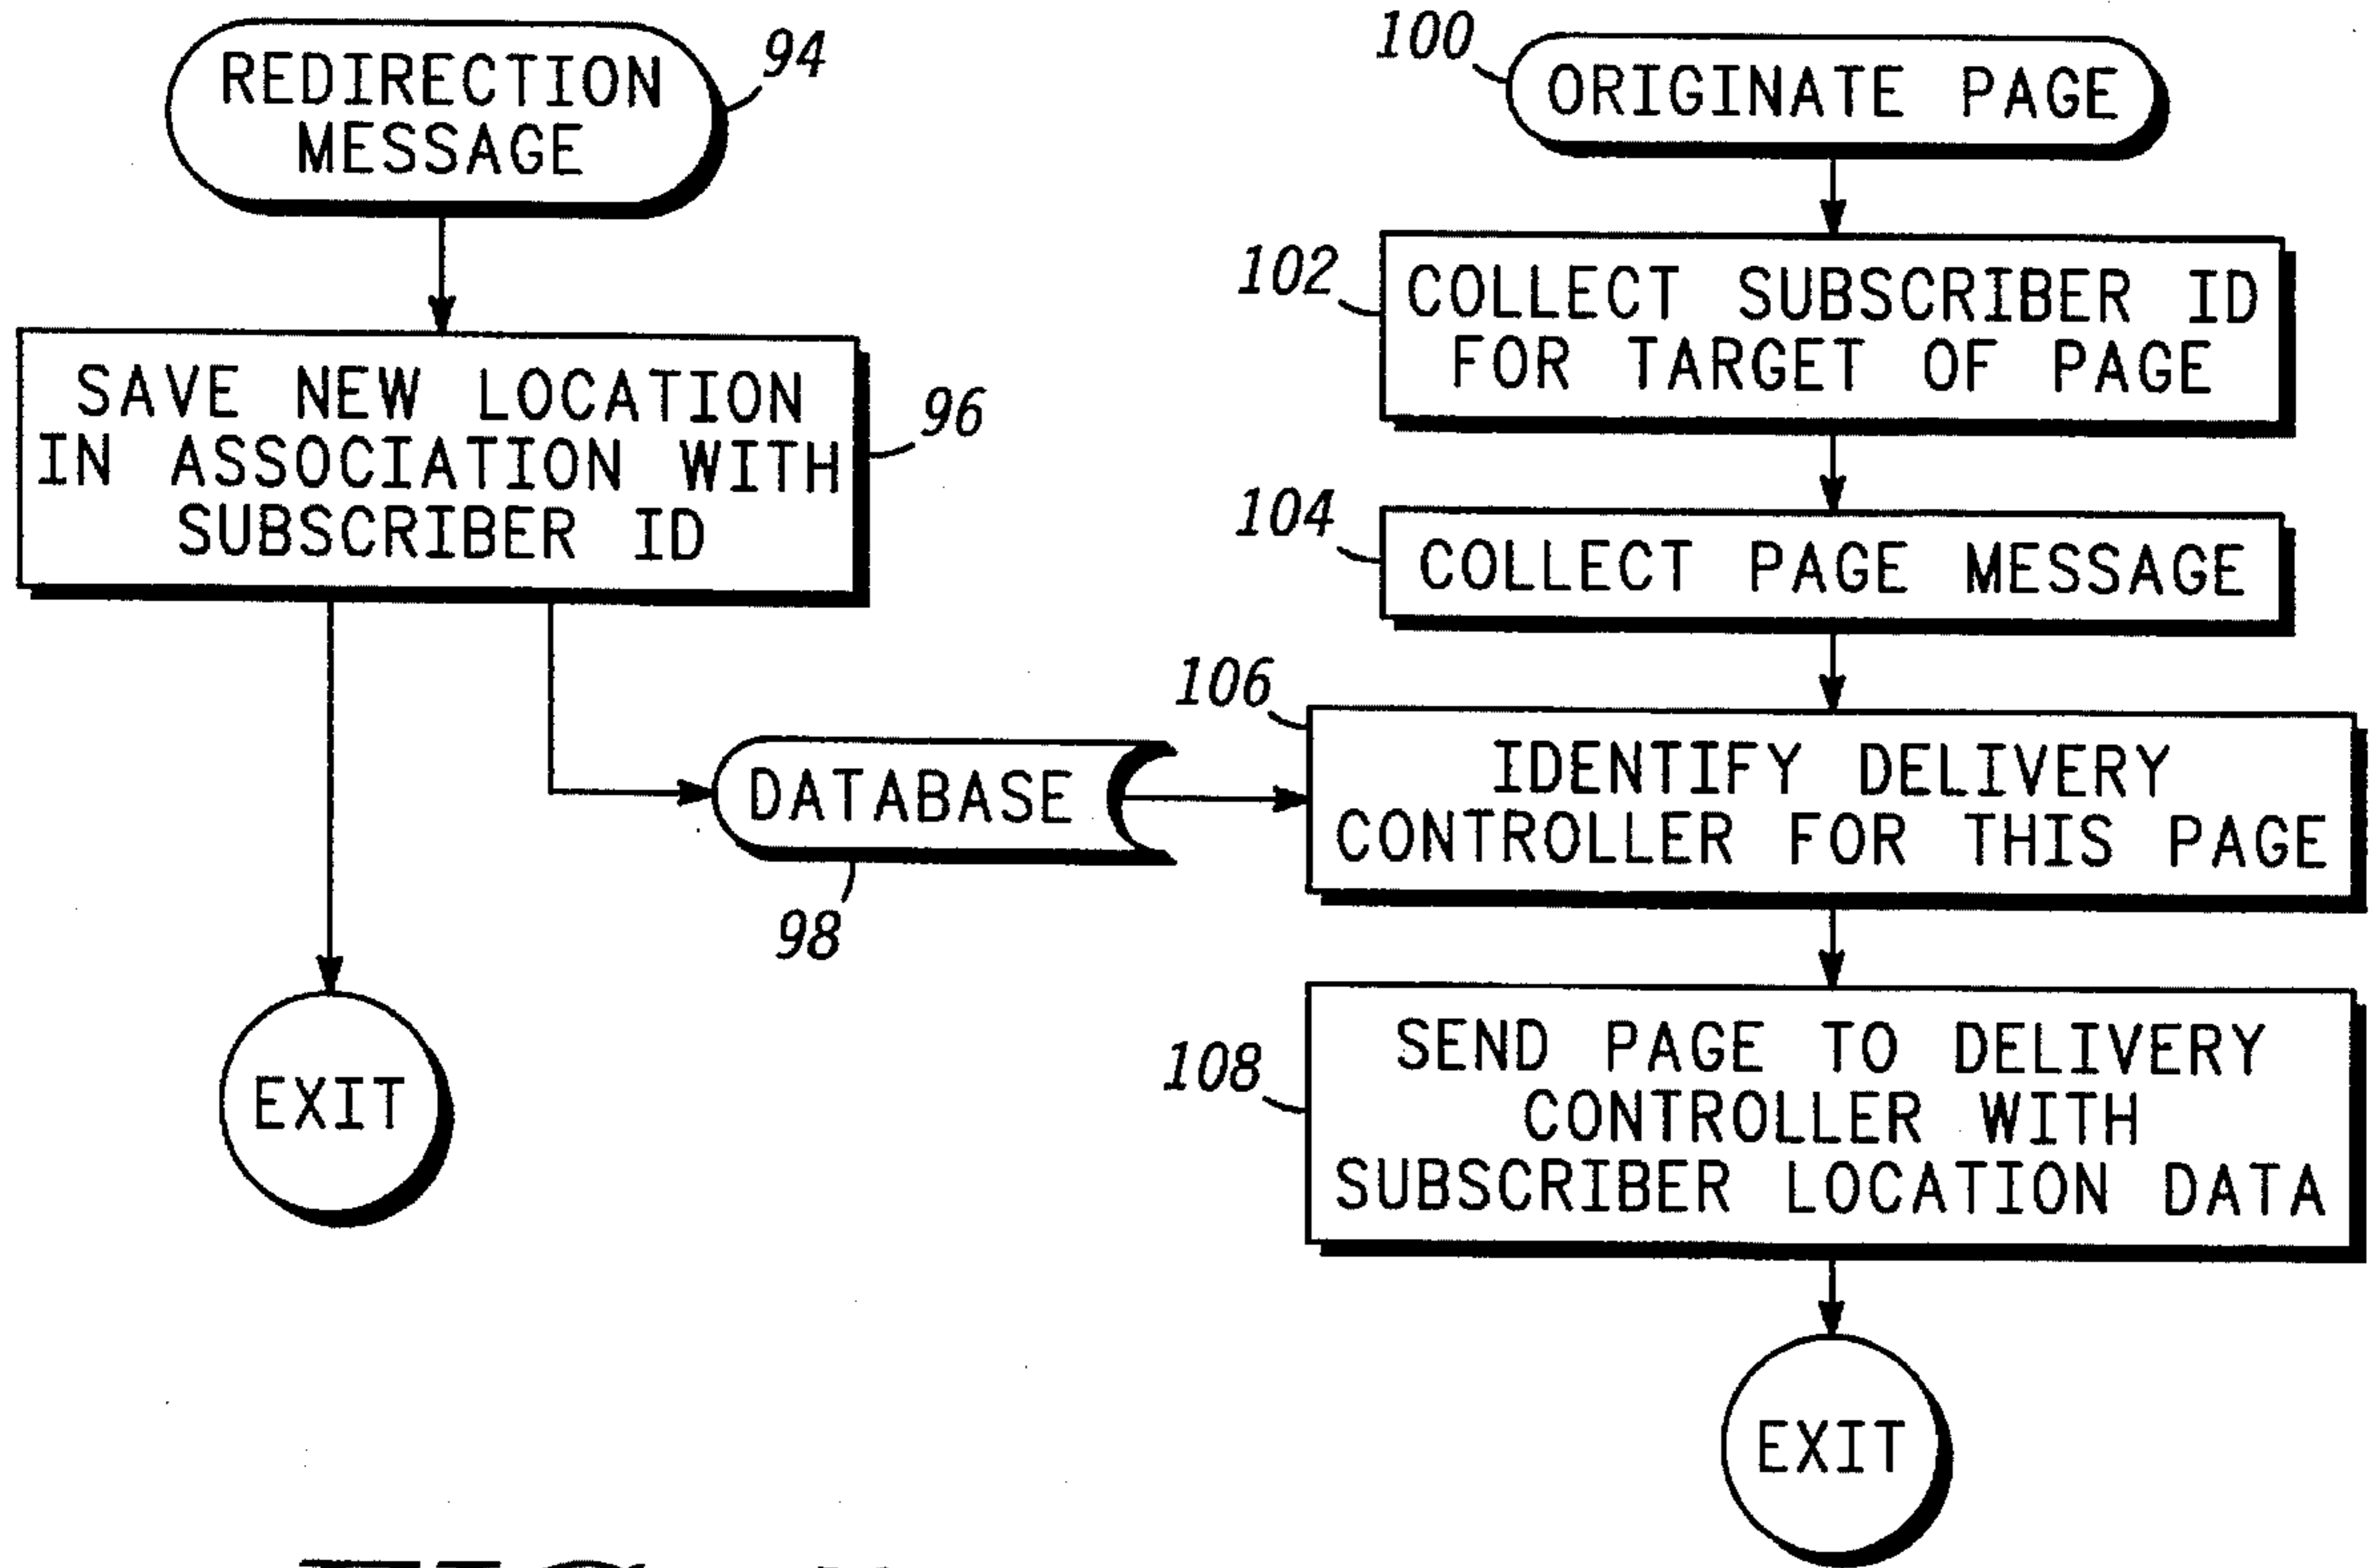 REDIRECTION
MESSAGE
94
SAVE NEW LOCATION
IN ASSOCIATION WITH
SUBSCRIBER ID
96
DATABASE
98
EXIT
100
ORIGINATE PAGE
102
COLLECT SUBSCRIBER ID
FOR TARGET OF PAGE
104
COLLECT PAGE MESSAGE
106
IDENTIFY DELIVERY
CONTROLLER FOR THIS PAGE
108
SEND PAGE TO DELIVERY
CONTROLLER WITH
SUBSCRIBER LOCATION DATA
EXIT